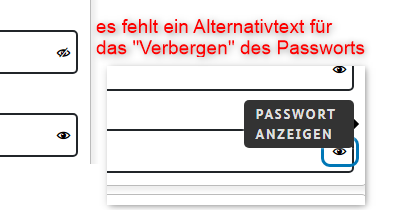 es fehlt ein Alternativtext für
das "Verbergen" des Passworts
PASSWORT
ANZEIGEN